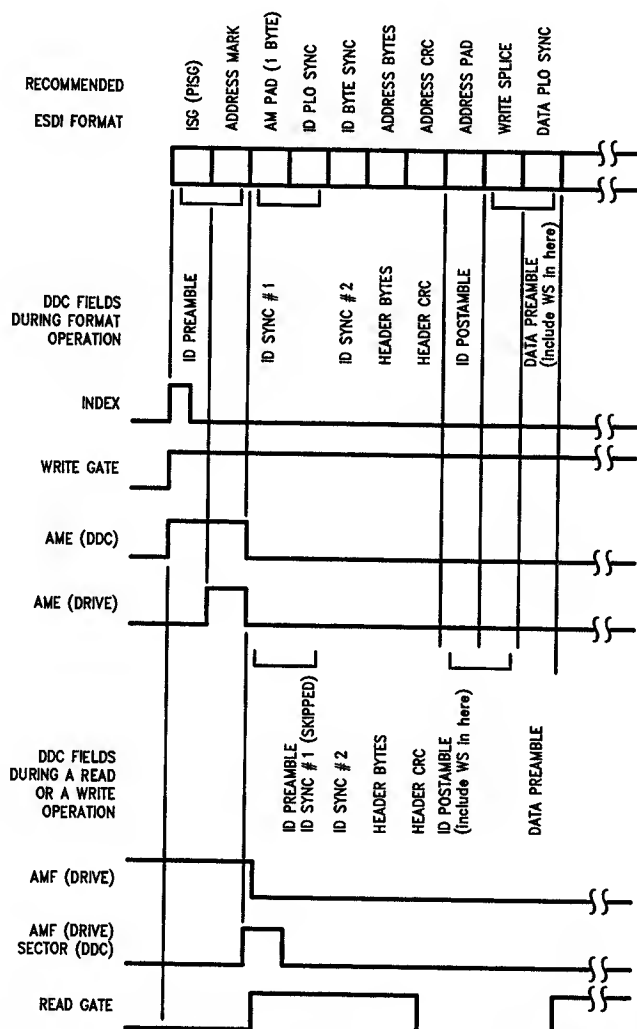 RECOMMENDED
ESDI FORMAT
ISG (PISG)
ADDRESS MARK
AM PAD (1 BYTE)
ID PLO SYNC
ID BYTE SYNC
ADDRESS BYTES
ADDRESS CRC
ADDRESS PAD
WRITE SPLICE
DATA PLO SYNC
DDC FIELDS
DURING FORMAT
OPERATION
ID PREAMBLE
ID SYNC #1
ID SYNC #2
HEADER BYTES
HEADER CRC
ID POSTAMBLE
DATA PREAMBLE
(include WS in here)
INDEX
WRITE GATE
AME (DDC)
AME (DRIVE)
DDC FIELDS
DURING A READ
OR A WRITE
OPERATION
ID PREAMBLE
ID SYNC #1 (SKIPPED)
ID SYNC #2
HEADER BYTES
HEADER CRC
ID POSTAMBLE
(include WS in here)
DATA PREAMBLE
AMF (DRIVE)
AMF (DRIVE)
SECTOR (DDC)
READ GATE